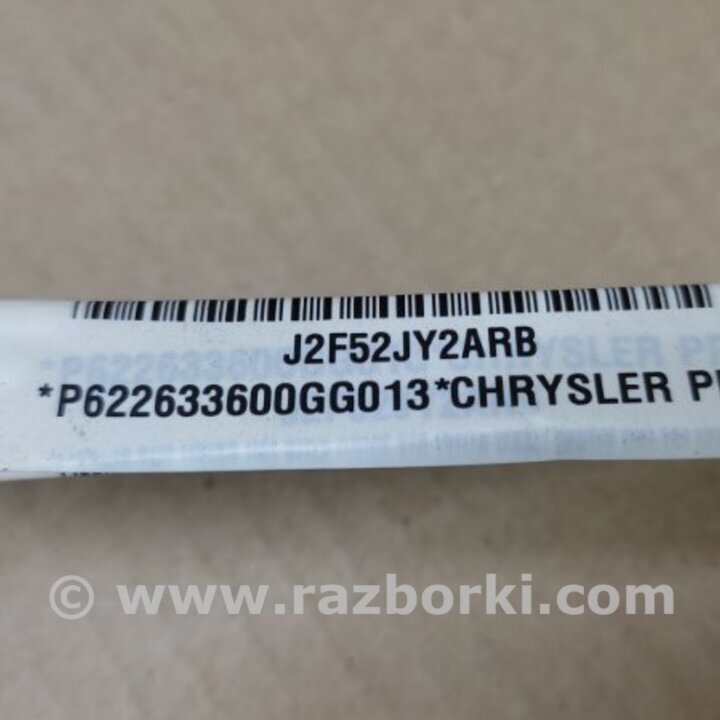 J2F52JY2ARB
*P622633600GG013*CHRYSLER
© www.razborki.com